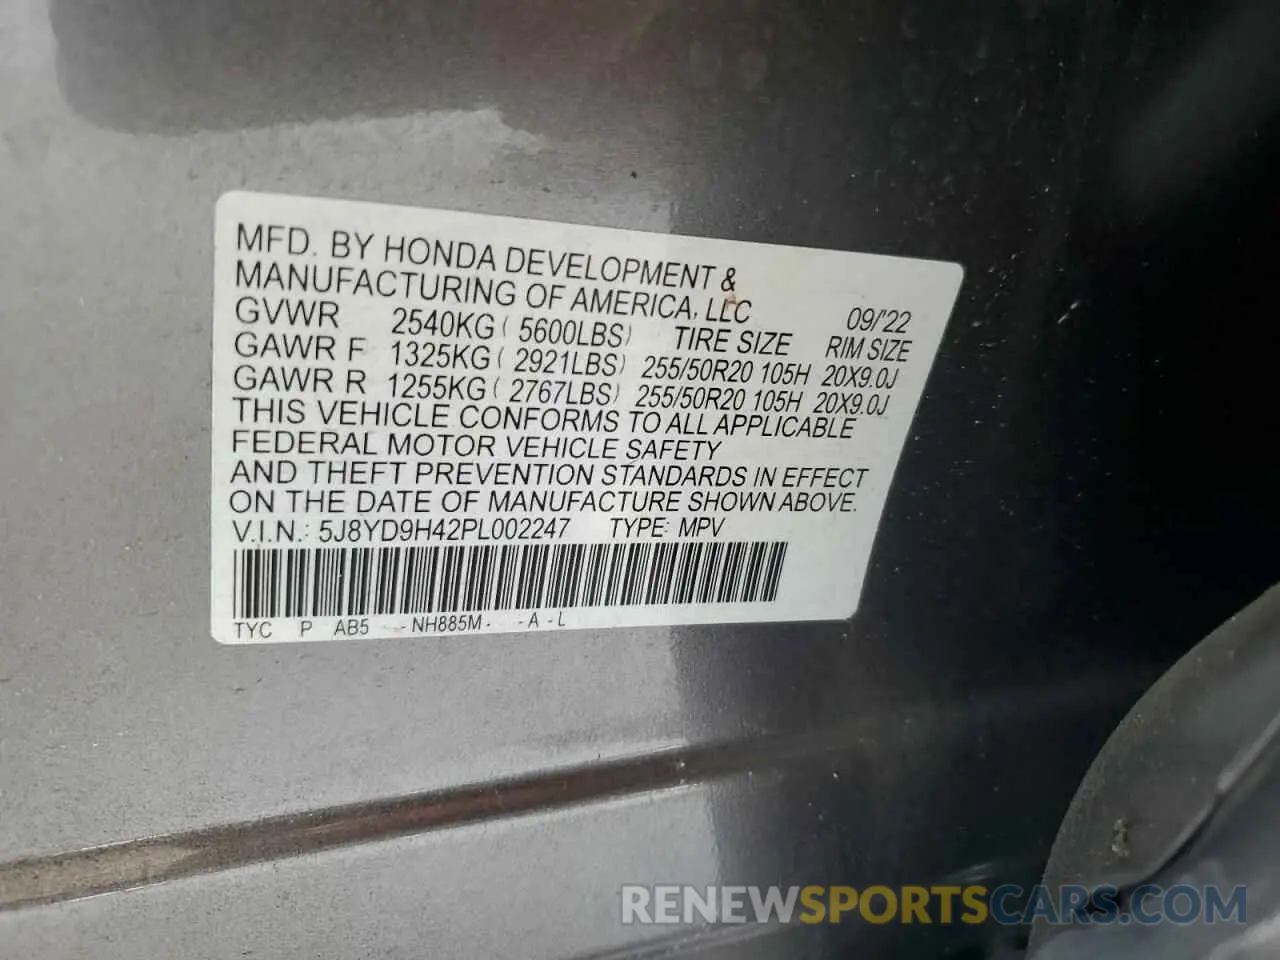 MFD. BY HONDA DEVELOPMENT &
MANUFACTURING OF AMERICA, LLC 09/'22
GVWR 2540KG ( 5600LBS) TIRE SIZE RIM SIZE
GAWR F 1325KG ( 2921LBS) 255/50R20 105H 20X9.0J
GAWR R 1255KG ( 2767LBS) 255/50R20 105H 20X9.0J
THIS VEHICLE CONFORMS TO ALL APPLICABLE
FEDERAL MOTOR VEHICLE SAFETY
AND THEFT PREVENTION STANDARDS IN EFFECT
ON THE DATE OF MANUFACTURE SHOWN ABOVE.
V.I.N.: 5J8YD9H42PL002247 TYPE: MPV
TYC P AB5 -NH885M- -A -L
RENEWSPORTSCARS.COM